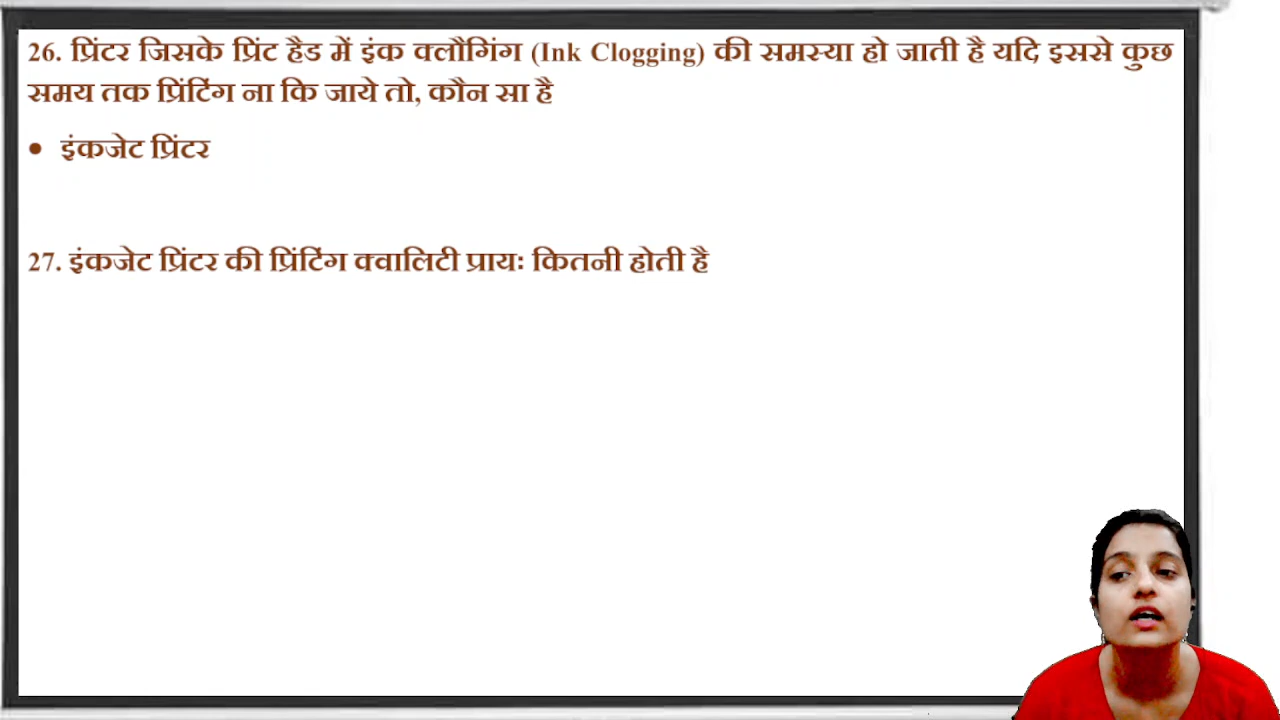 26. प्रिंटर जिसके प्रिंट हैड में इंक क्लौगिंग (Ink Clogging) की समस्या हो जाती है यदि इससे कुछ
समय तक प्रिंटिंग ना कि जाये तो, कौन सा है
• इंकजेट प्रिंटर
27. इंकजेट प्रिंटर की प्रिंटिंग क्वालिटी प्रायः कितनी होती है